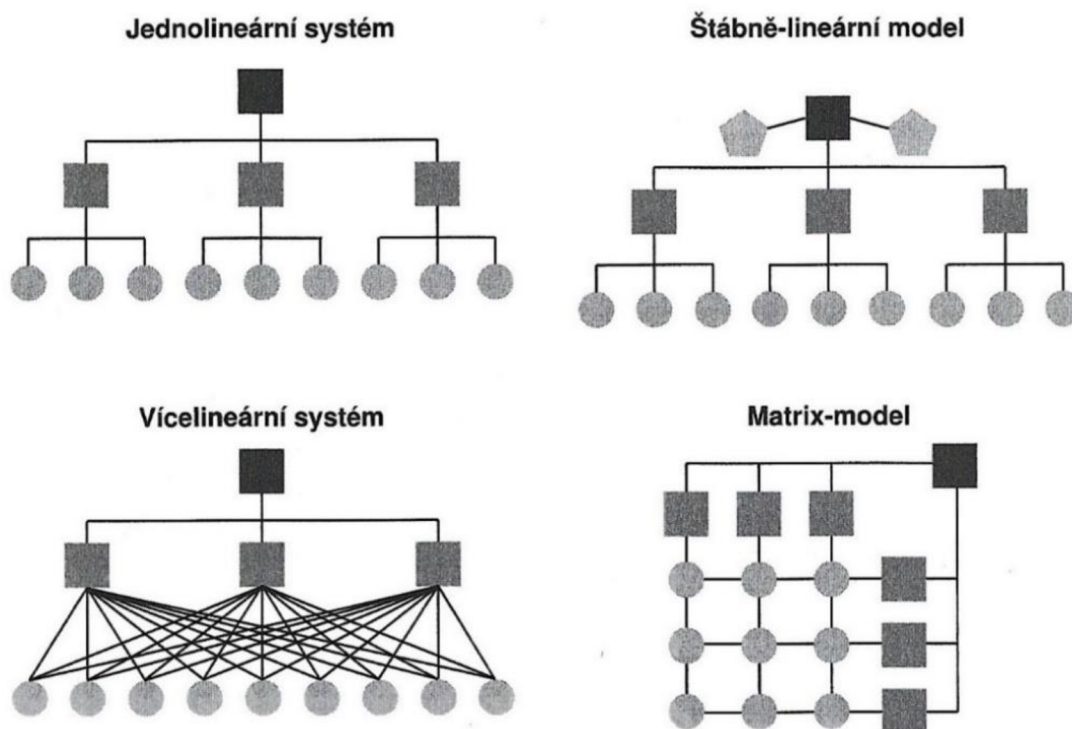 Jednolineární systém
Štábně-lineární model
Vícelineární systém
Matrix-model